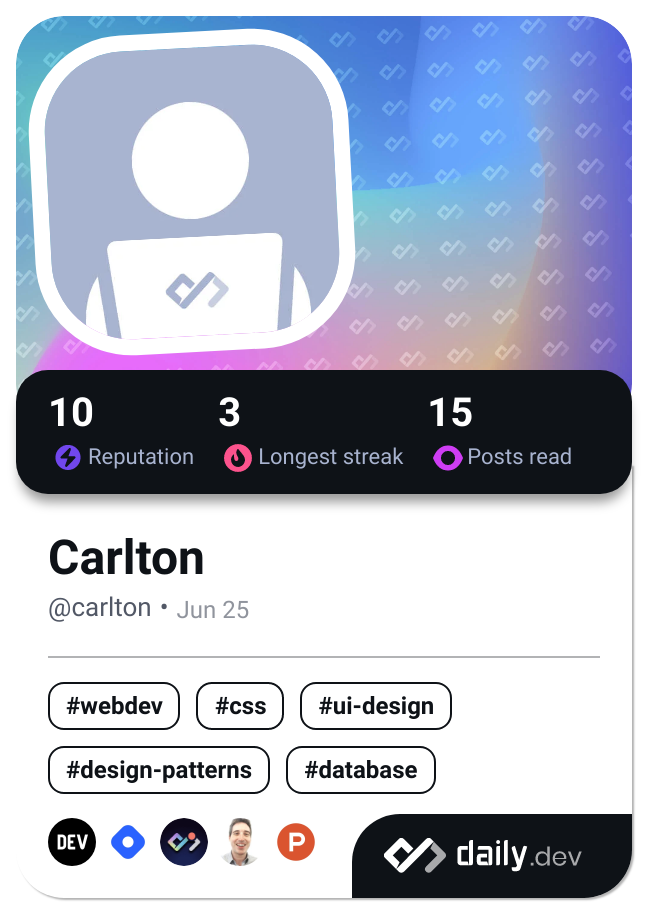 10 3 15
Reputation Longest streak Posts read
Carlton
@carlton • Jun 25
#webdev #css #ui-design
#design-patterns #database
DEV P
daily.dev